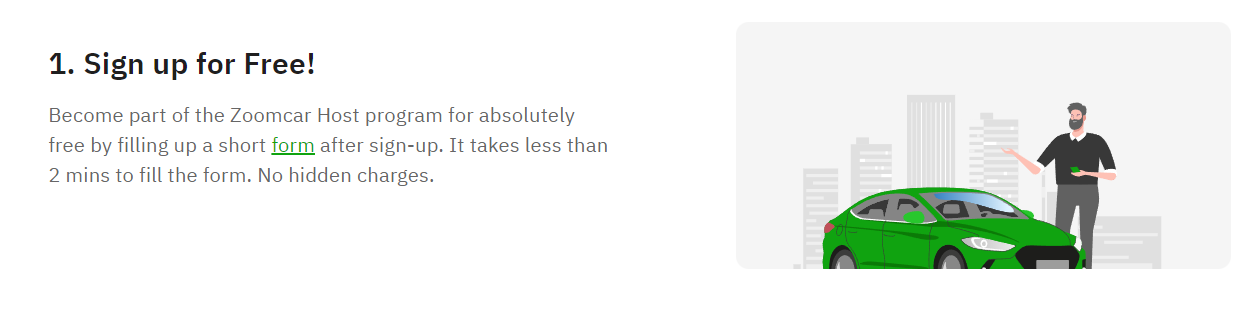 1. Sign up for Free!
Become part of the Zoomcar Host program for absolutely
free by filling up a short form after sign-up. It takes less than
2 mins to fill the form. No hidden charges.